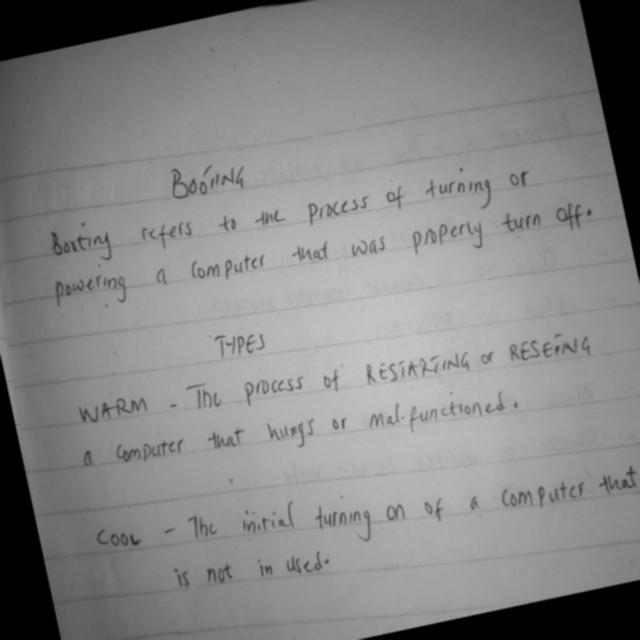 BOOTING
Booting refers to the process of turning or
powering a computer that was properly turn off.
TYPES
WARM - The process of RESTARTING or RESETING
a computer that hungs or mal.functioned.
COOL - The initial turning on of a computer that
is not in used.